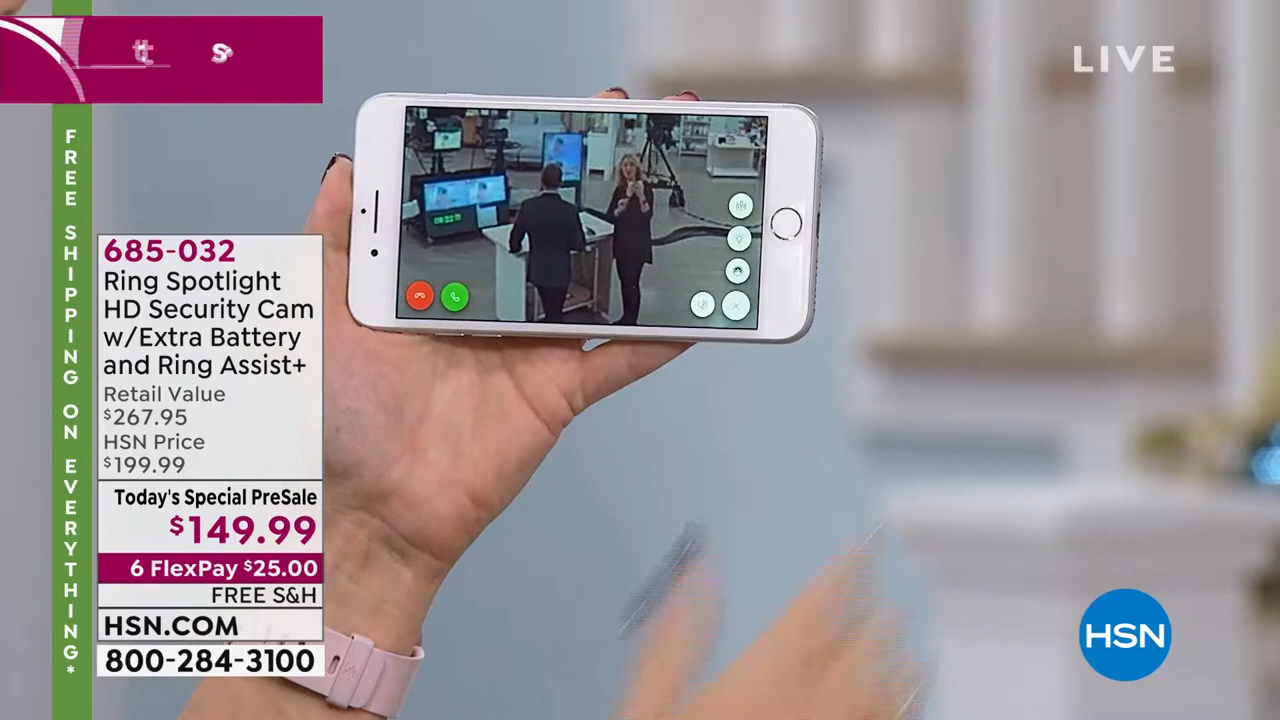 t s
LIVE
FREE SHIPPING ON EVERYTHING*
685-032
Ring Spotlight
HD Security Cam
w/Extra Battery
and Ring Assist+
Retail Value
$267.95
HSN Price
$199.99
Today's Special PreSale
$149.99
6 FlexPay $25.00
FREE S&H
HSN.COM
800-284-3100
HSN